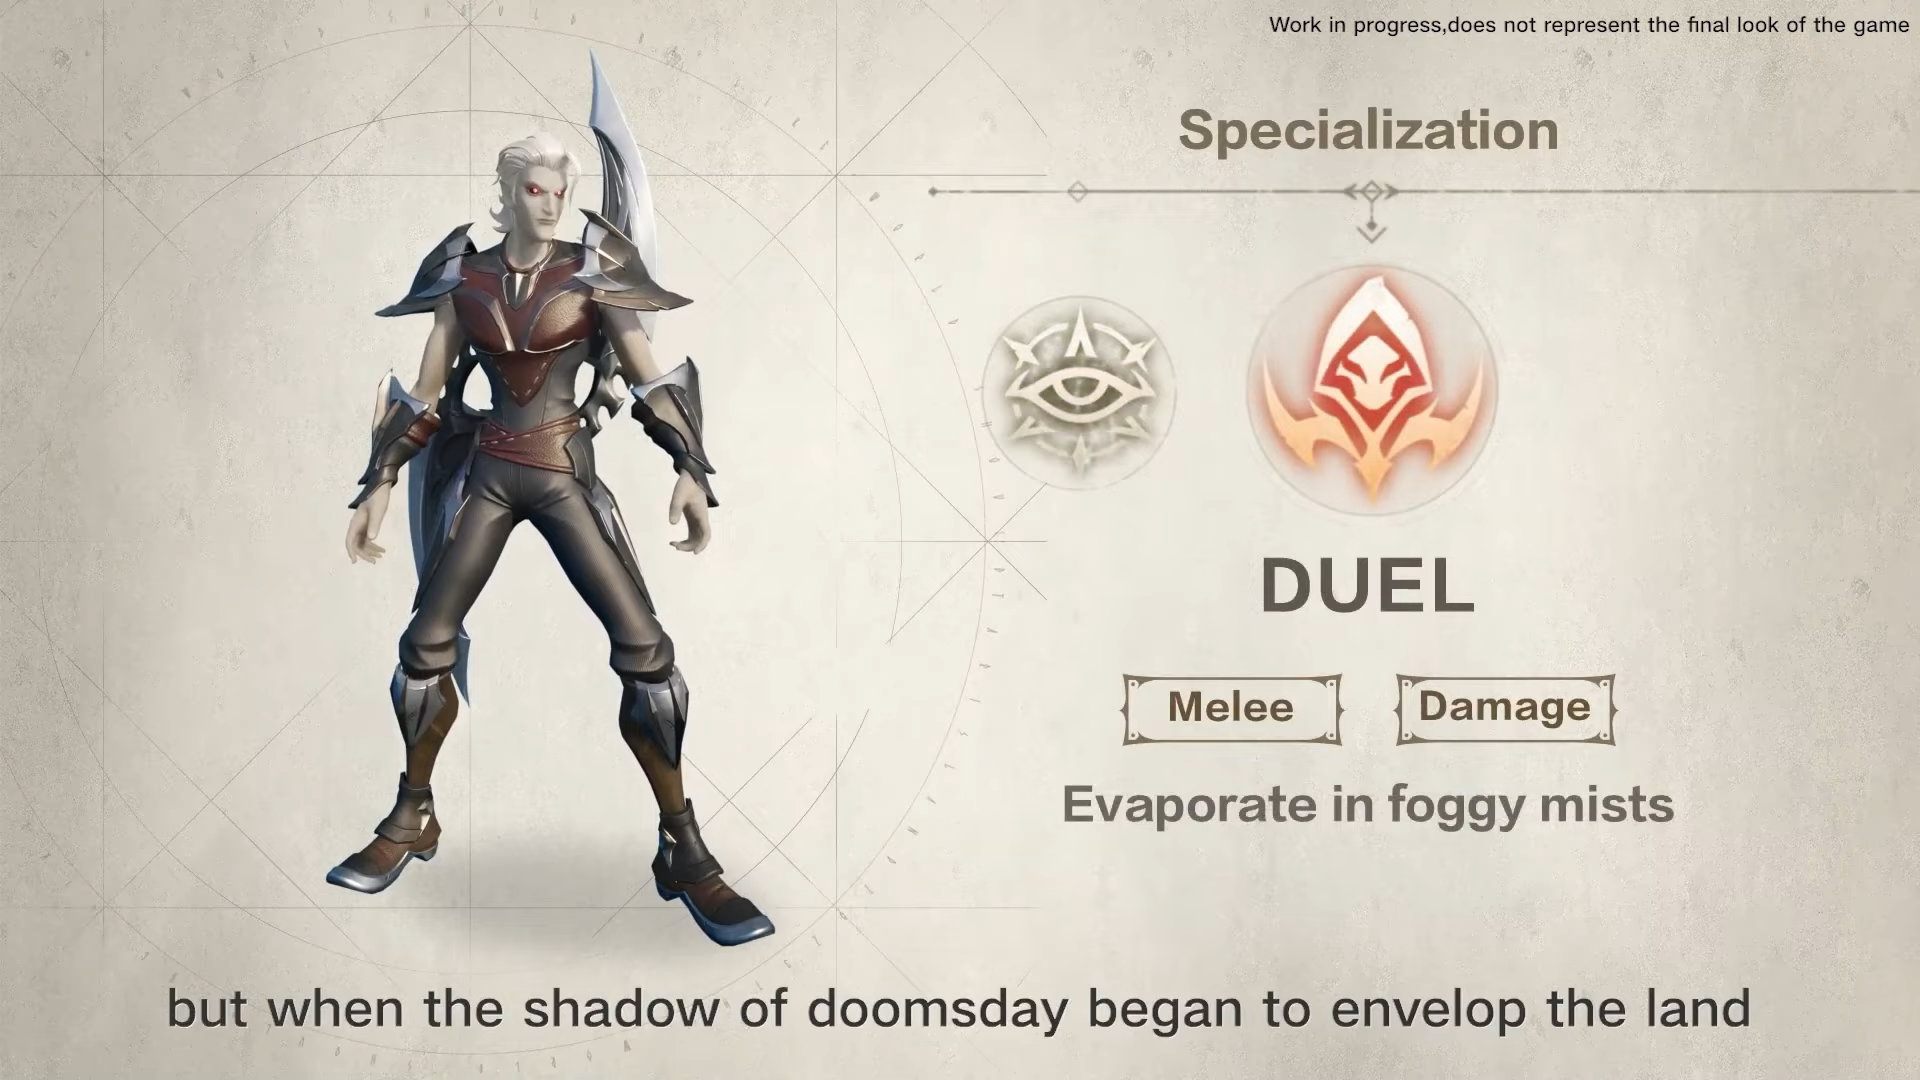 Work in progress,does not represent the final look of the game
Specialization
DUEL
Melee
Damage
Evaporate in foggy mists
but when the shadow of doomsday began to envelop the land